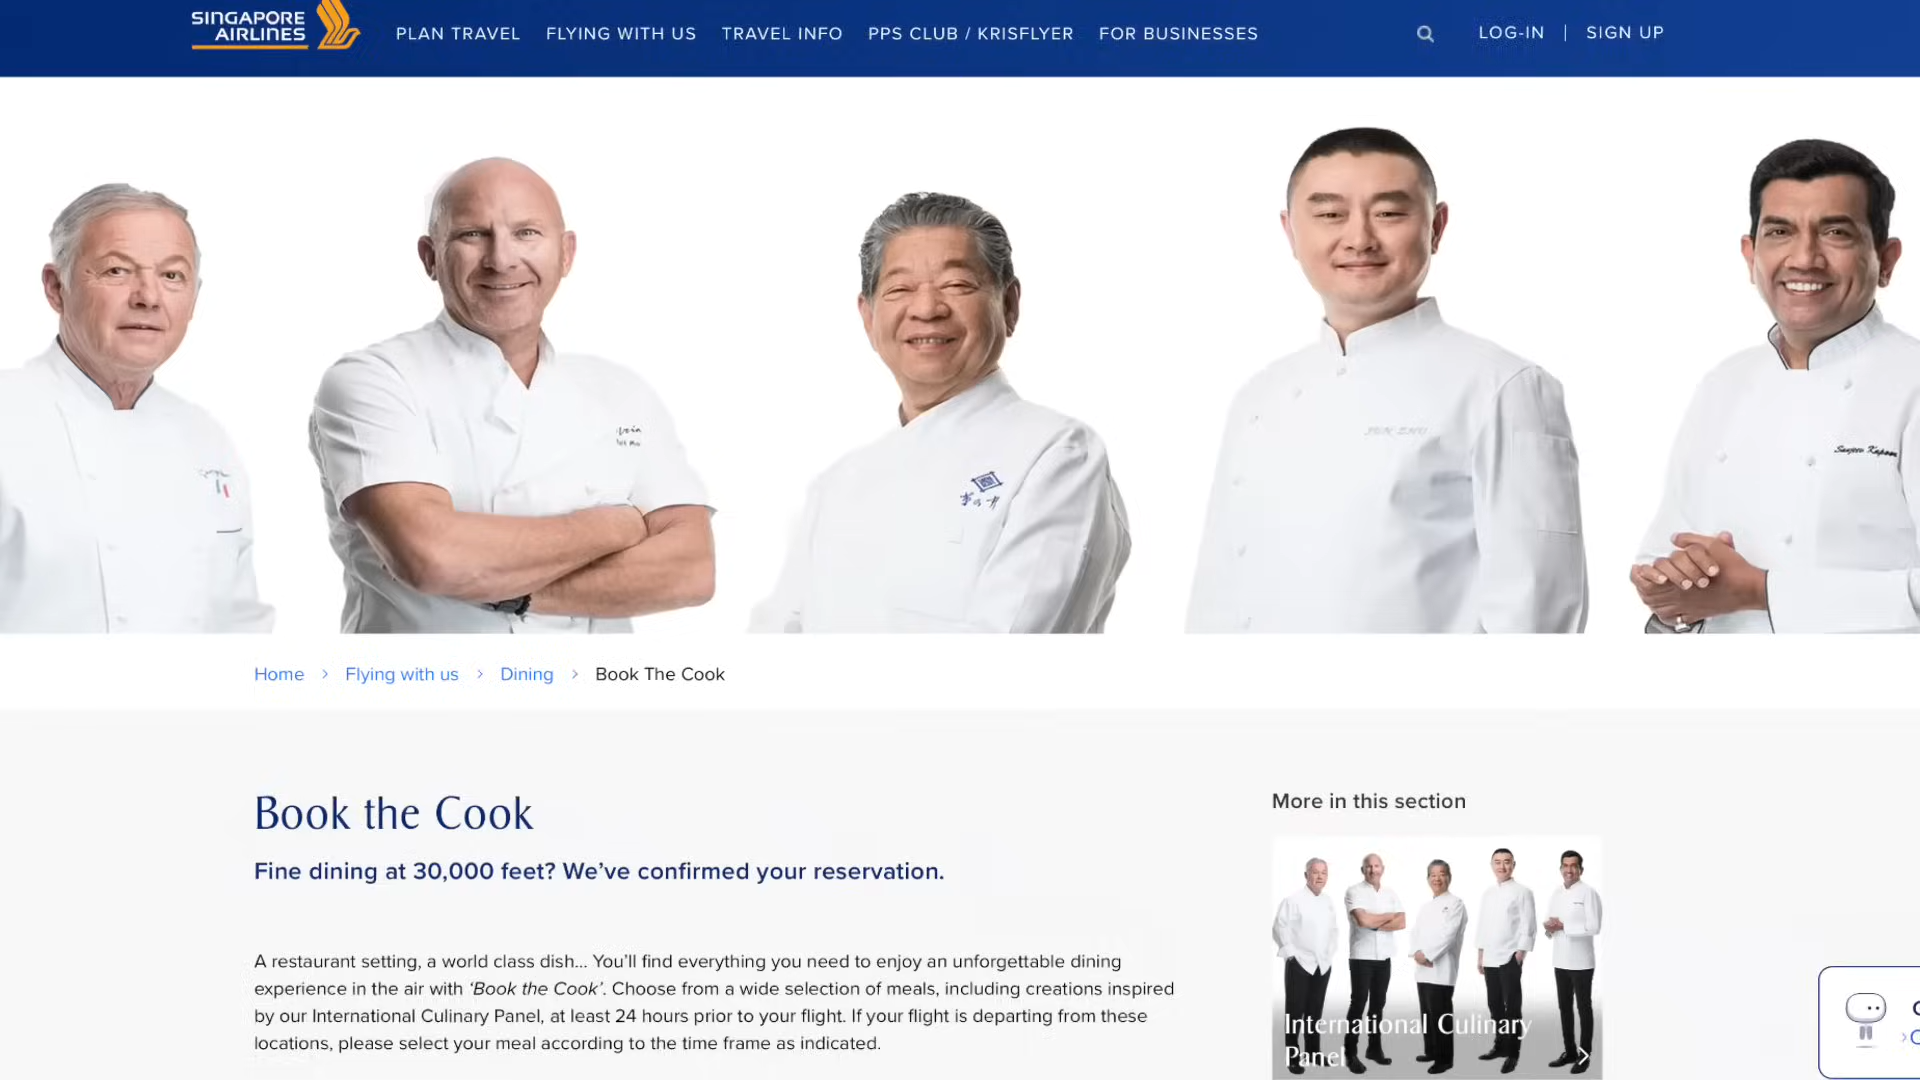 SINGAPORE
AIRLINES
PLAN TRAVEL
FLYING WITH US
TRAVEL INFO
PPS CLUB / KRISFLYER
FOR BUSINESSES
LOG-IN | SIGN UP
Sanjeev Kapoor
Home > Flying with us > Dining > Book The Cook
Book the Cook
Fine dining at 30,000 feet? We’ve confirmed your reservation.
A restaurant setting, a world class dish... You’ll find everything you need to enjoy an unforgettable dining
experience in the air with ‘Book the Cook’. Choose from a wide selection of meals, including creations inspired
by our International Culinary Panel, at least 24 hours prior to your flight. If your flight is departing from these
locations, please select your meal according to the time frame as indicated.
More in this section
International Culinary
Panel